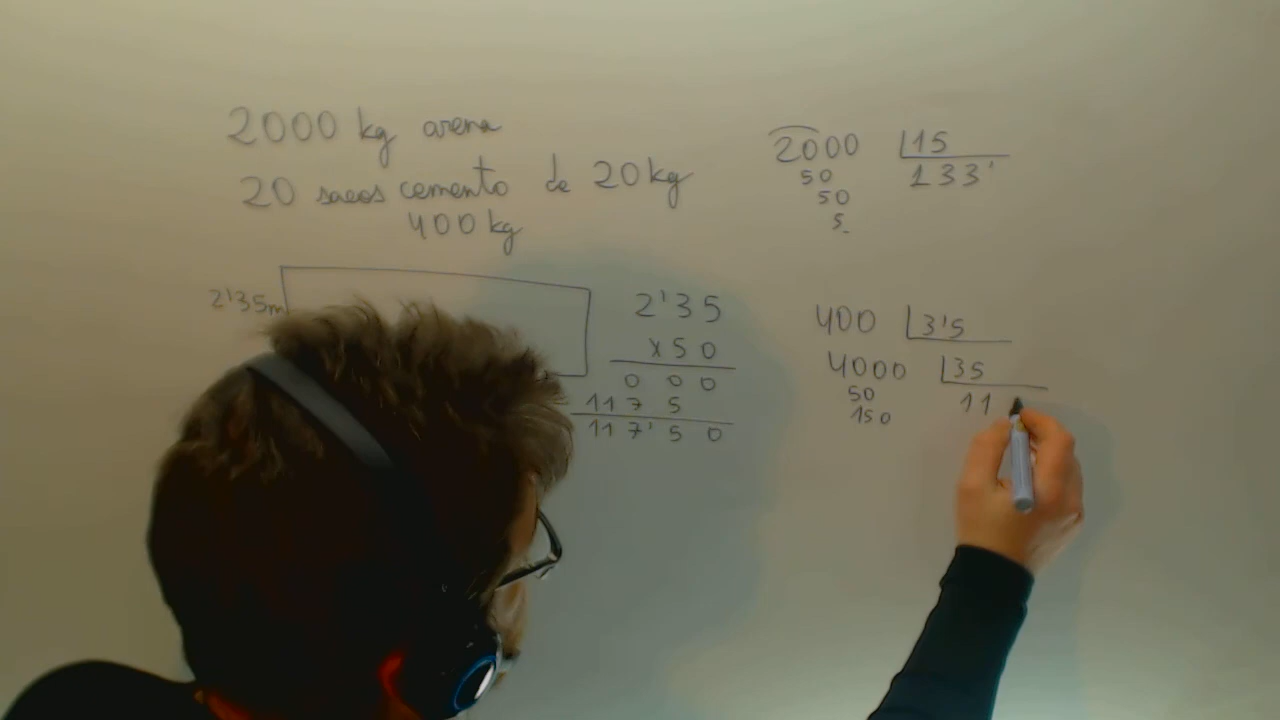 2000 kg arena
20 sacos cemento de 20 kg
400 kg
2'35m
2'35
x50
000
1175
117'50
2000 15
50 133'
50
5
400 3'5
4000 35
50 11
150